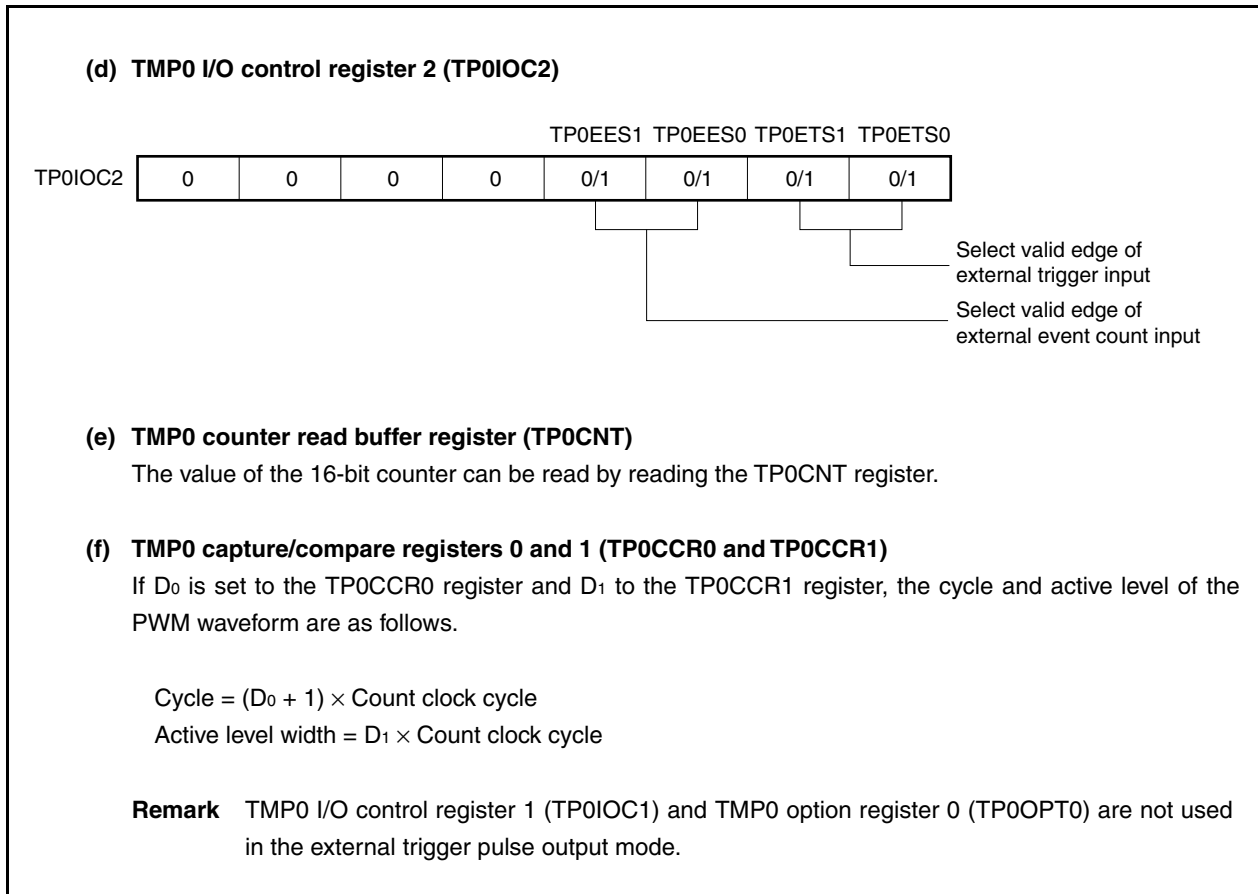 (d) TMP0 I/O control register 2 (TP0IOC2)
TP0EES1 TP0EES0 TP0ETS1 TP0ETS0
TP0IOC2 0 0 0 0 0/1 0/1 0/1 0/1
Select valid edge of
external trigger input
Select valid edge of
external event count input
(e) TMP0 counter read buffer register (TP0CNT)
The value of the 16-bit counter can be read by reading the TP0CNT register.
(f) TMP0 capture/compare registers 0 and 1 (TP0CCR0 and TP0CCR1)
If D0 is set to the TP0CCR0 register and D1 to the TP0CCR1 register, the cycle and active level of the
PWM waveform are as follows.
Cycle = (D0 + 1) × Count clock cycle
Active level width = D1 × Count clock cycle
Remark TMP0 I/O control register 1 (TP0IOC1) and TMP0 option register 0 (TP0OPT0) are not used
in the external trigger pulse output mode.